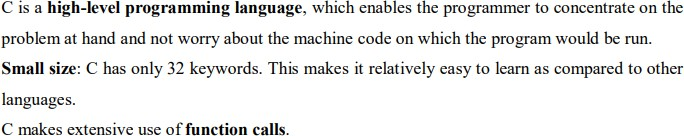 C is a high-level programming language, which enables the programmer to concentrate on the
problem at hand and not worry about the machine code on which the program would be run.
Small size: C has only 32 keywords. This makes it relatively easy to learn as compared to other
languages.
C makes extensive use of function calls.